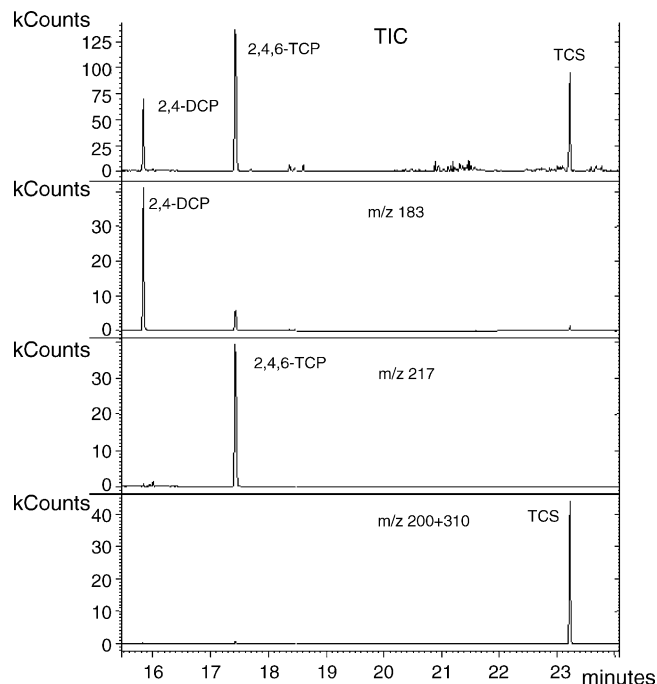 kCounts
TIC
125
100
75
50
25
0
2,4-DCP
2,4,6-TCP
TCS
kCounts
2,4-DCP
m/z 183
30
20
10
0
kCounts
2,4,6-TCP
m/z 217
30
20
10
0
kCounts
m/z 200+310
TCS
40
30
20
10
0
16 17 18 19 20 21 22 23 minutes